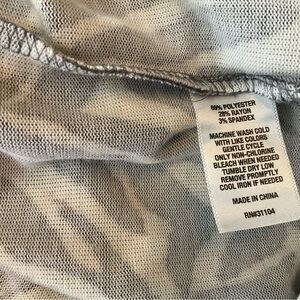 69% POLYESTER
28% RAYON
3% SPANDEX
MACHINE WASH COLD
WITH LIKE COLORS
GENTLE CYCLE
ONLY NON-CHLORINE
BLEACH WHEN NEEDED
TUMBLE DRY LOW
REMOVE PROMPTLY
COOL IRON IF NEEDED
MADE IN CHINA
RN#31104